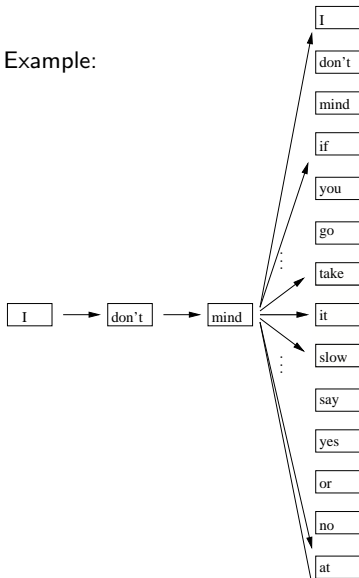 Example:
I
don't
mind
I
don't
mind
if
you
go
take
it
slow
say
yes
or
no
at